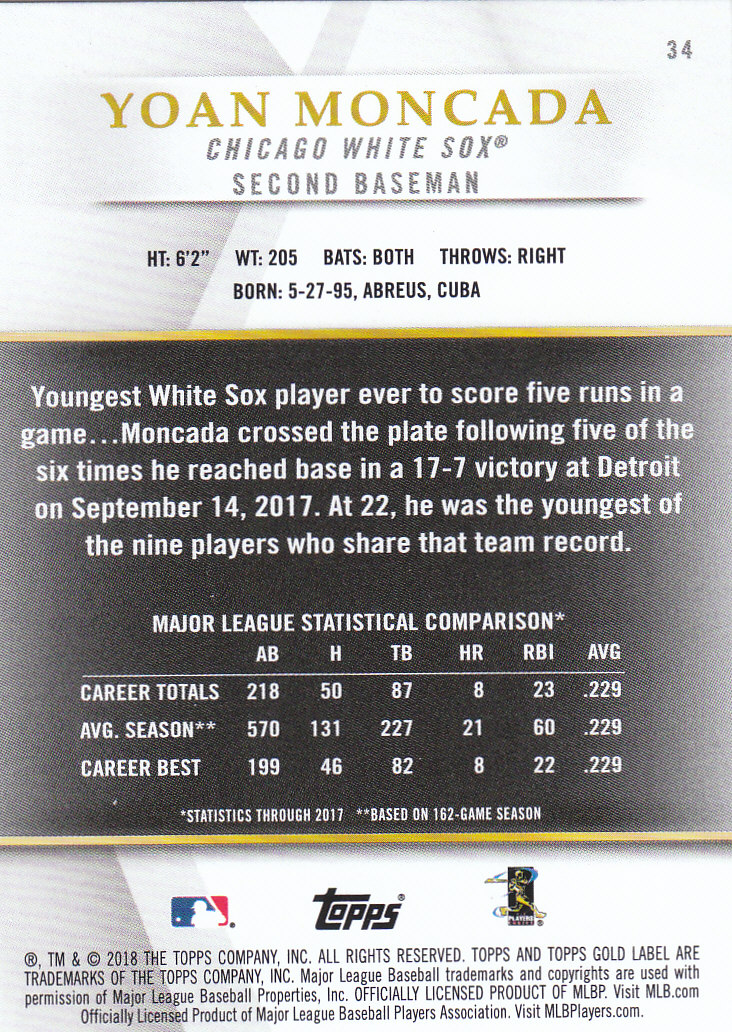 34
YOAN MONCADA
CHICAGO WHITE SOX®
SECOND BASEMAN
HT: 6'2" WT: 205 BATS: BOTH THROWS: RIGHT
BORN: 5-27-95, ABREUS, CUBA
Youngest White Sox player ever to score five runs in a
game...Moncada crossed the plate following five of the
six times he reached base in a 17-7 victory at Detroit
on September 14, 2017. At 22, he was the youngest of
the nine players who share that team record.
MAJOR LEAGUE STATISTICAL COMPARISON*
AB H TB HR RBI AVG
CAREER TOTALS 218 50 87 8 23 .229
AVG. SEASON** 570 131 227 21 60 .229
CAREER BEST 199 46 82 8 22 .229
*STATISTICS THROUGH 2017 **BASED ON 162-GAME SEASON
topps®
PLAYERS
®
®, TM & © 2018 THE TOPPS COMPANY, INC. ALL RIGHTS RESERVED. TOPPS AND TOPPS GOLD LABEL ARE
TRADEMARKS OF THE TOPPS COMPANY, INC. Major League Baseball trademarks and copyrights are used with
permission of Major League Baseball Properties, Inc. OFFICIALLY LICENSED PRODUCT OF MLBP. Visit MLB.com
Officially Licensed Product of Major League Baseball Players Association. Visit MLBPlayers.com.